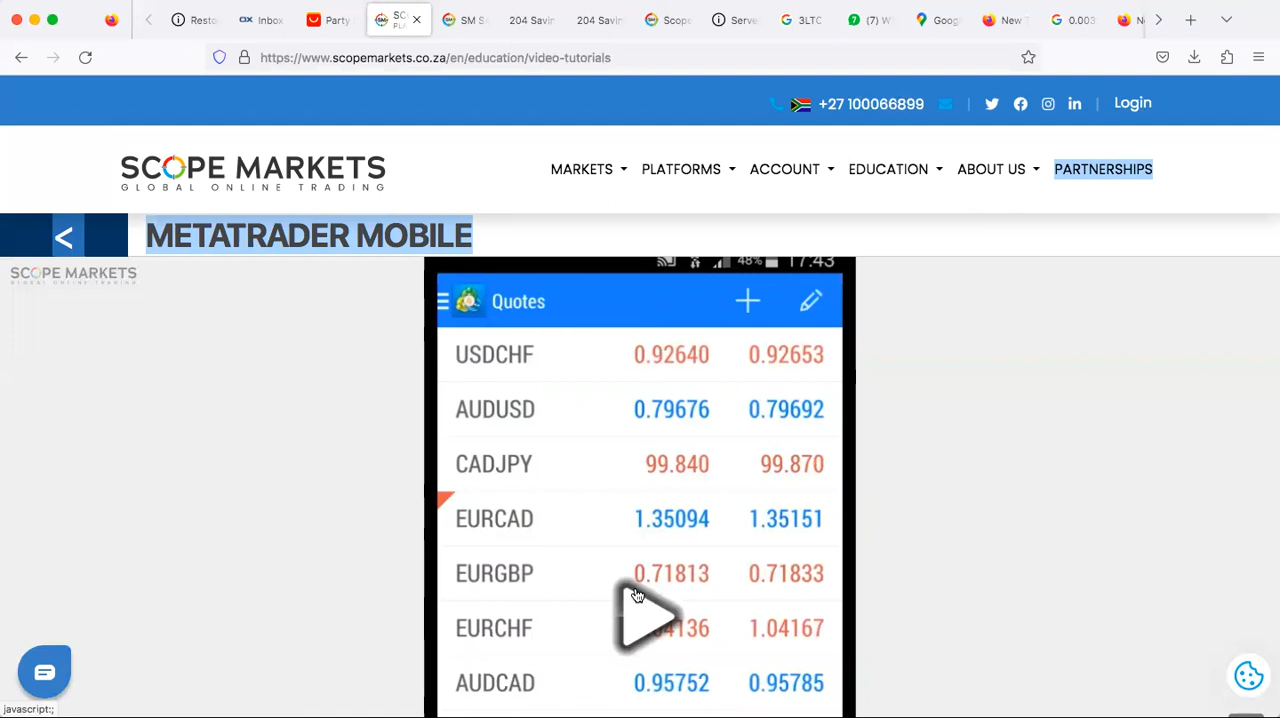 Resto Inbox Party SC PL SM S 204 Savin 204 Savin Scope Serve 3LTC (7) W Goog New T 0.003 N
https://www.scopemarkets.co.za/en/education/video-tutorials
+27 100066899 | | Login
SCOPE MARKETS
GLOBAL ONLINE TRADING
MARKETS PLATFORMS ACCOUNT EDUCATION ABOUT US PARTNERSHIPS
< METATRADER MOBILE
SCOPE MARKETS
GLOBAL ONLINE TRADING
48% 17:43
Quotes
USDCHF 0.92640 0.92653
AUDUSD 0.79676 0.79692
CADJPY 99.840 99.870
EURCAD 1.35094 1.35151
EURGBP 0.71813 0.71833
EURCHF 1.04167
AUDCAD 0.95752 0.95785
javascript:;